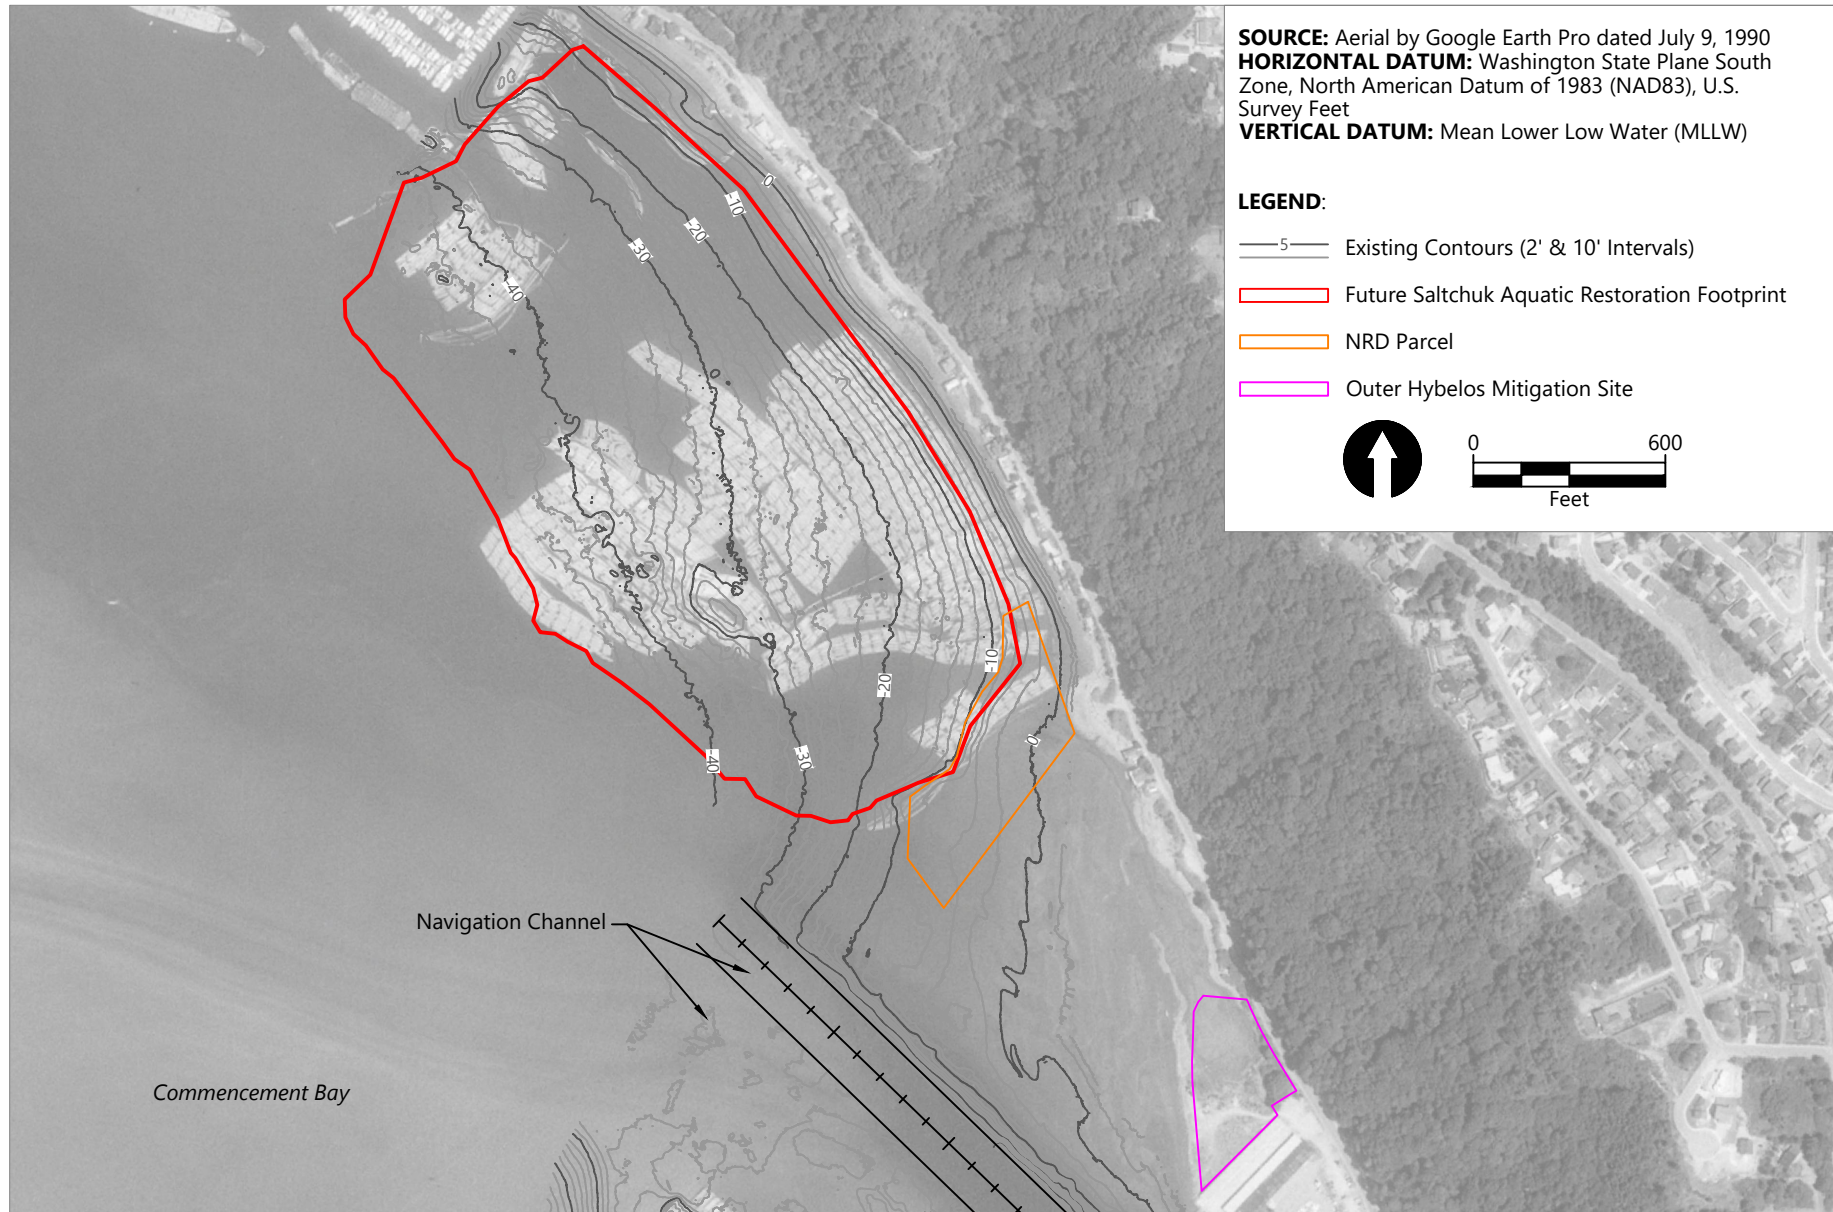 SOURCE: Aerial by Google Earth Pro dated July 9, 1990
HORIZONTAL DATUM: Washington State Plane South
Zone, North American Datum of 1983 (NAD83), U.S.
Survey Feet
VERTICAL DATUM: Mean Lower Low Water (MLLW)
LEGEND:
5
Existing Contours (2' & 10' Intervals)
Future Saltchuk Aquatic Restoration Footprint
NRD Parcel
Outer Hybelos Mitigation Site
0 600
Feet
0
-10
-20
-30
-40
-10
-20
0
-30
-40
Navigation Channel
Commencement Bay